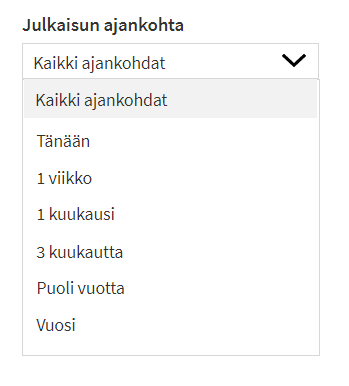 Julkaisun ajankohta
Kaikki ajankohdat
Kaikki ajankohdat
Tänään
1 viikko
1 kuukausi
3 kuukautta
Puoli vuotta
Vuosi